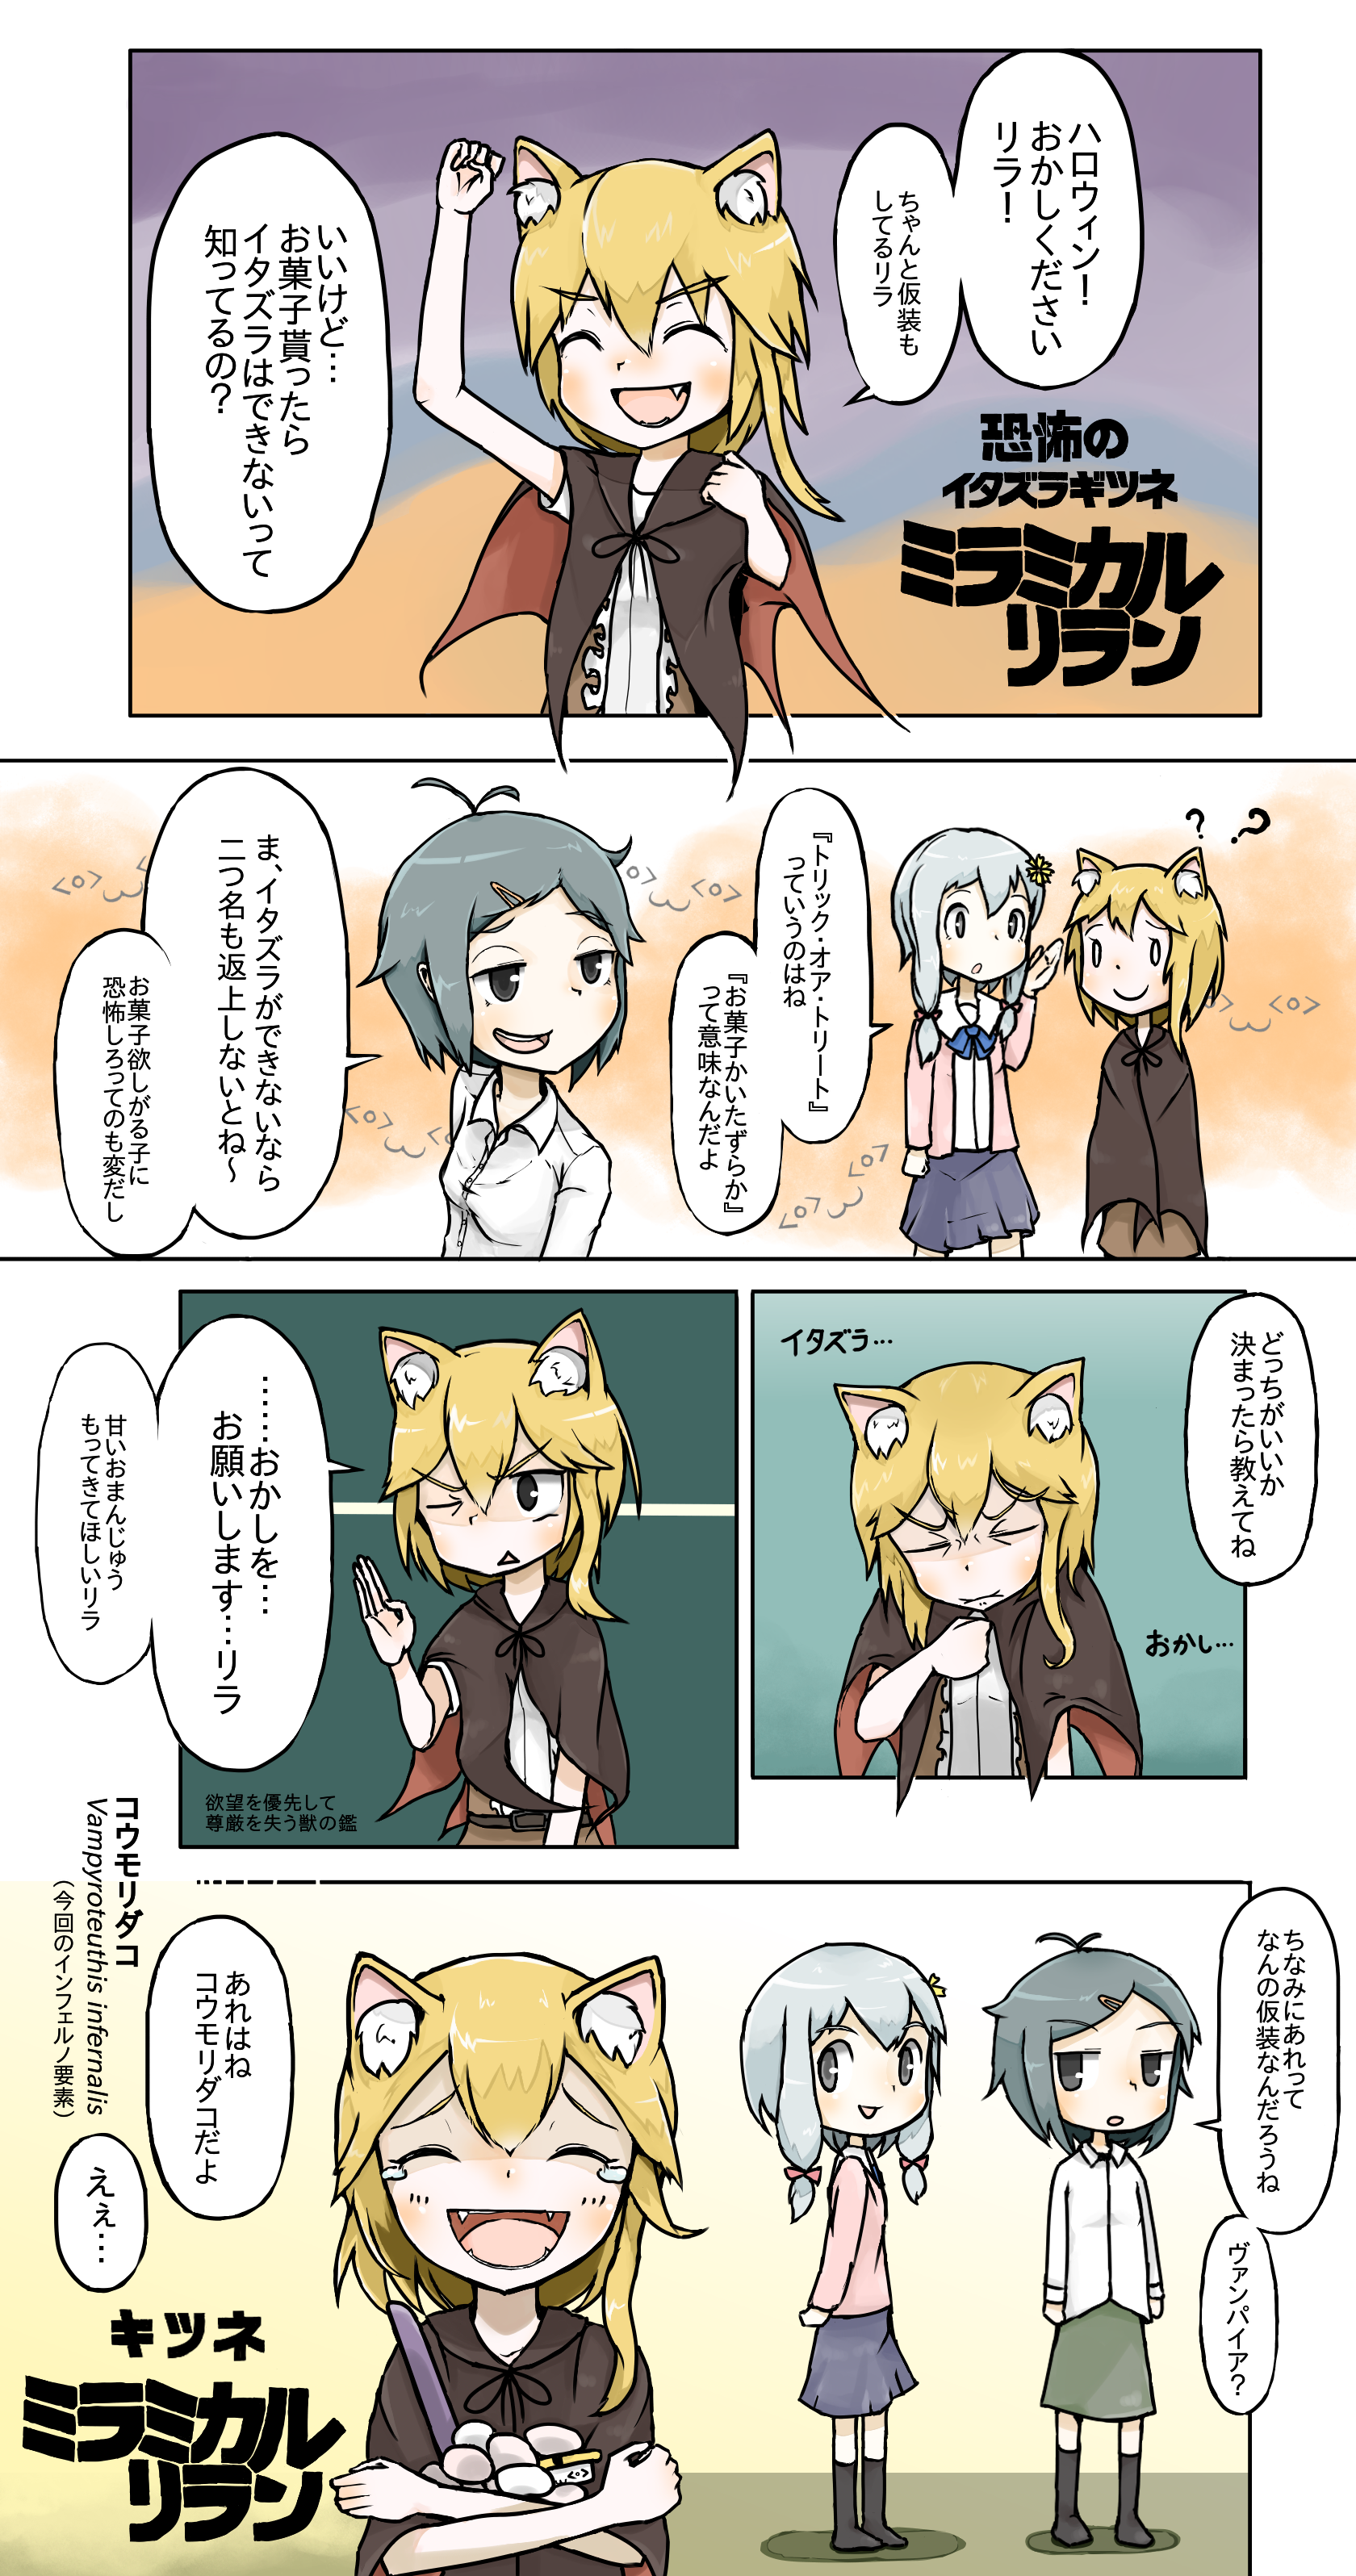 ハロウィン！
おかしください
リラ！
ちゃんと仮装も
してるリラ
恐怖の
イタズラギツネ
ミラミカル
リラン
いいけど…
お菓子貰ったら
イタズラはできないって
知ってるの？
? ?
『トリック・オア・トリート』
っていうのはね
『お菓子かいたずらか』
って意味なんだよ
ま、イタズラができないなら
二つ名も返上しないとね～
お菓子欲しがる子に
恐怖しろってのも変だし
どっちがいいか
決まったら教えてね
イタズラ…
おかし…
……おかしを…
お願いします…リラ
甘いおまんじゅう
もってきてほしいリラ
欲望を優先して
尊厳を失う獣の鑑
ちなみにあれって
なんの仮装なんだろうね
ヴァンパイア？
あれはね
コウモリダコだよ
コウモリダコ
Vampyroteuthis infernalis
（今回のインフェルノ要素）
えぇ…
キツネ
ミラミカル
リラン